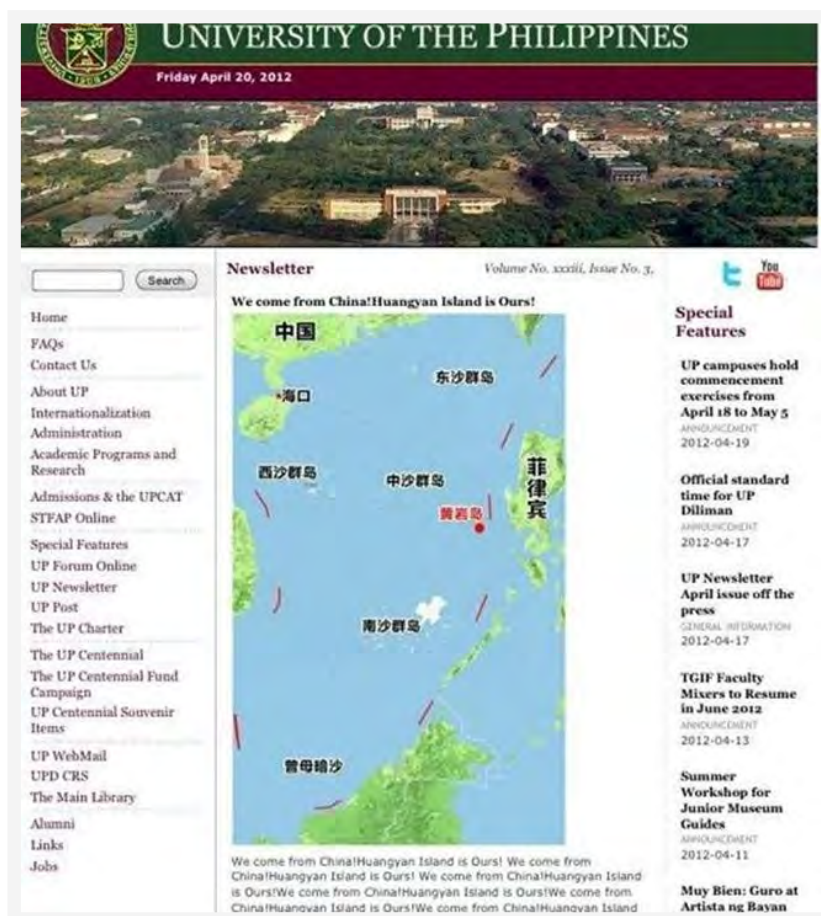 UNIVERSITY OF THE PHILIPPINES
Friday April 20, 2012
Search
Home
FAQs
Contact Us
About UP
Internationalization
Administration
Academic Programs and
Research
Admissions & the UPCAT
STFAP Online
Special Features
UP Forum Online
UP Newsletter
UP Post
The UP Charter
The UP Centennial
The UP Centennial Fund
Campaign
UP Centennial Souvenir
Items
UP WebMail
UPD CRS
The Main Library
Alumni
Links
Jobs
Newsletter
Volume No. xxxiii, Issue No. 3,
We come from China!Huangyan Island is Ours!
中国
东沙群岛
海口
西沙群岛
中沙群岛
菲律宾
黄岩岛
南沙群岛
曾母暗沙
We come from China!Huangyan Island is Ours! We come from
China!Huangyan Island is Ours! We come from China!Huangyan Island
is Ours!We come from China!Huangyan Island is Ours!We come from
China!Huangyan Island is Ours!We come from China!Huangyan Island
You
Tube
Special
Features
UP campuses hold
commencement
exercises from
April 18 to May 5
ANNOUNCEMENT
2012-04-19
Official standard
time for UP
Diliman
ANNOUNCEMENT
2012-04-17
UP Newsletter
April issue off the
press
GENERAL INFORMATION
2012-04-17
TGIF Faculty
Mixers to Resume
in June 2012
ANNOUNCEMENT
2012-04-13
Summer
Workshop for
Junior Museum
Guides
ANNOUNCEMENT
2012-04-11
Muy Bien: Guro at
Artista ng Bayan